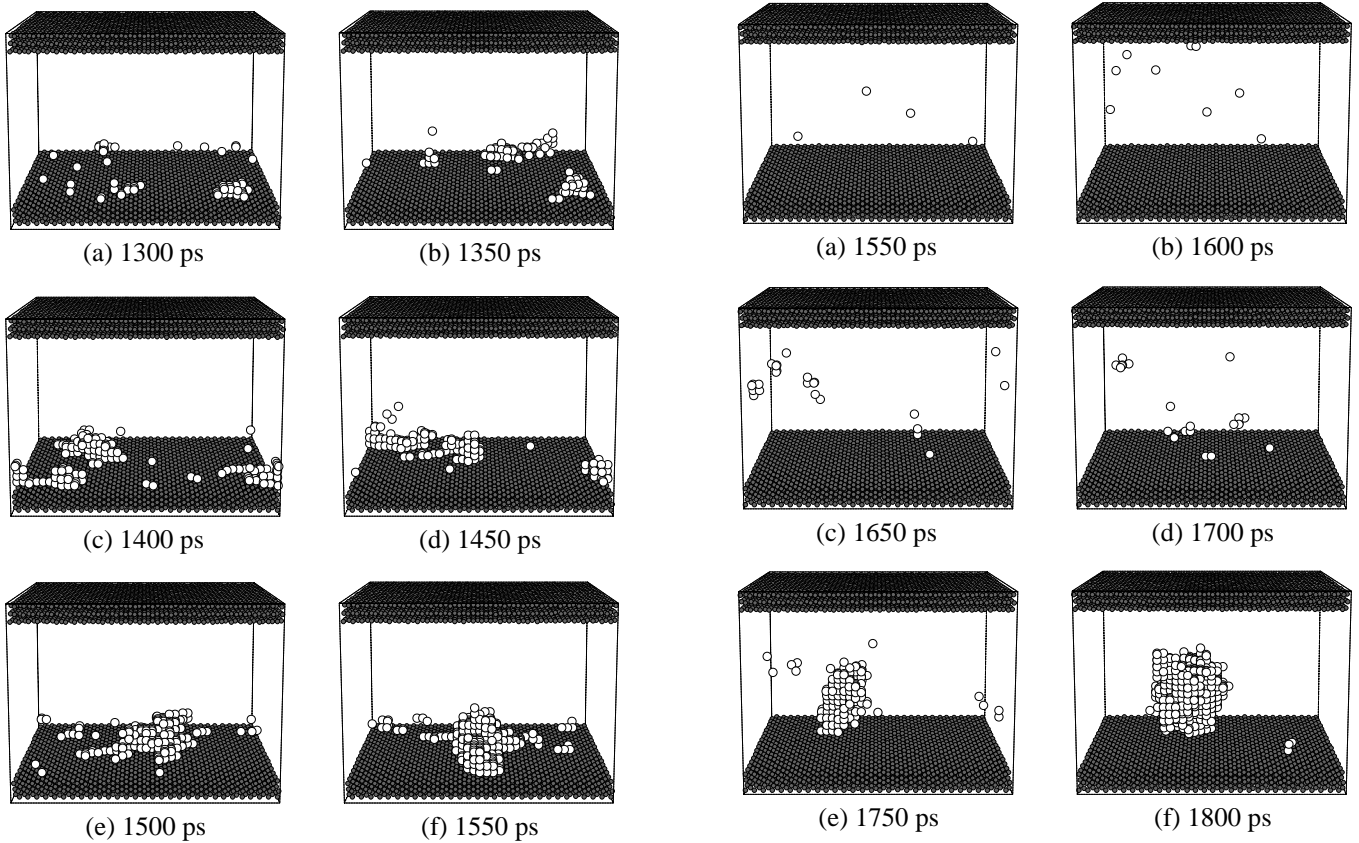 (a) 1300 ps
(b) 1350 ps
(c) 1400 ps
(d) 1450 ps
(e) 1500 ps
(f) 1550 ps
(a) 1550 ps
(b) 1600 ps
(c) 1650 ps
(d) 1700 ps
(e) 1750 ps
(f) 1800 ps